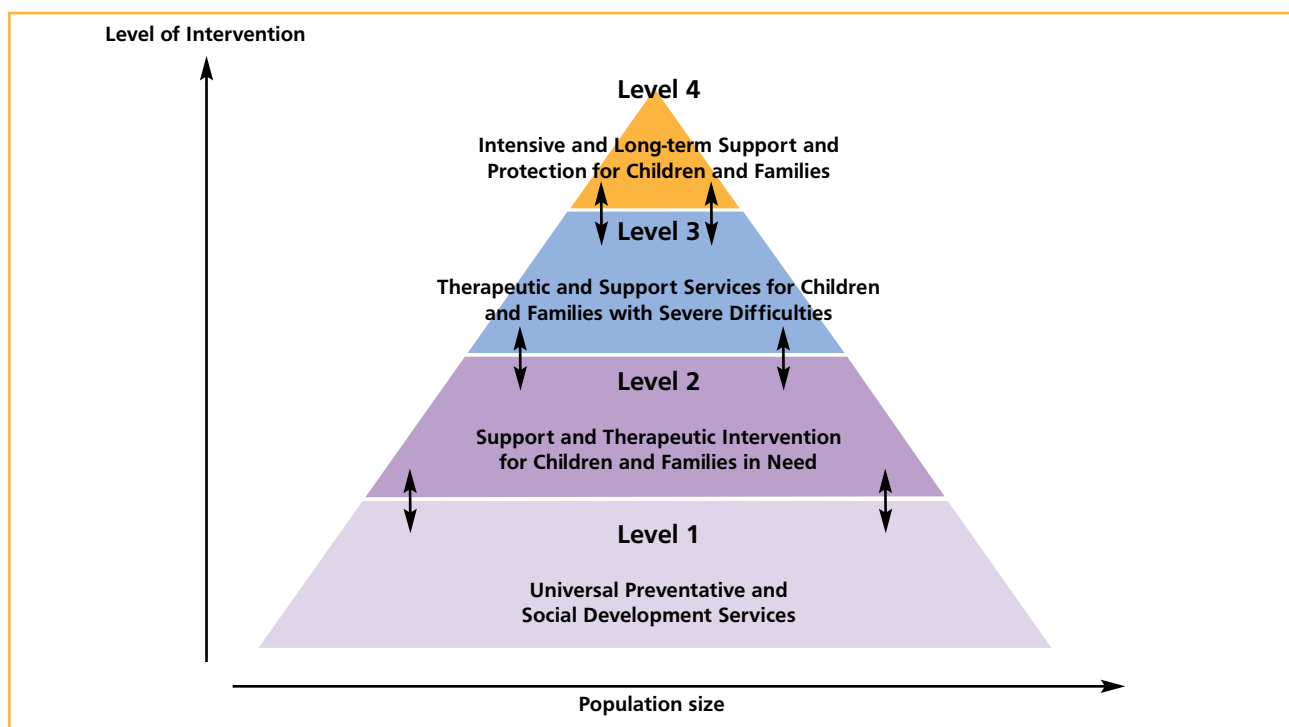 Level of Intervention
Level 4
Intensive and Long-term Support and
Protection for Children and Families
Level 3
Therapeutic and Support Services for Children
and Families with Severe Difficulties
Level 2
Support and Therapeutic Intervention
for Children and Families in Need
Level 1
Universal Preventative and
Social Development Services
Population size